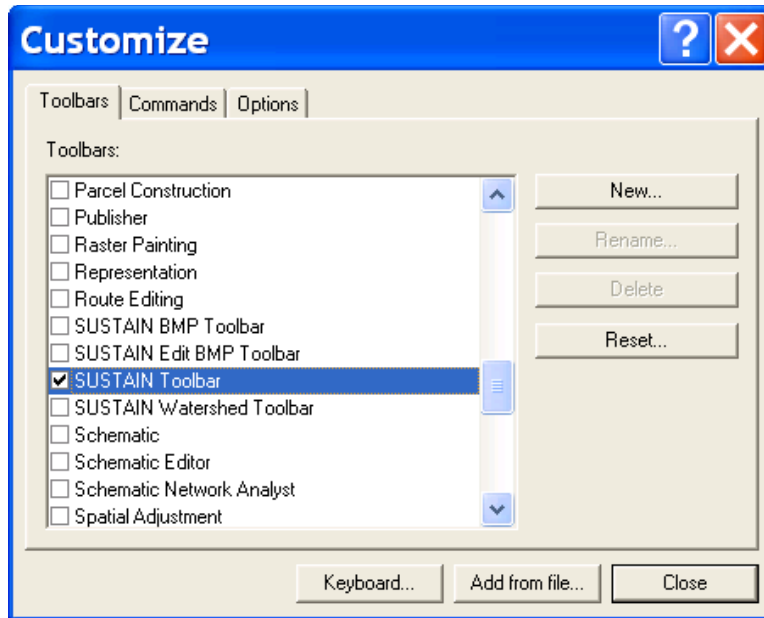 Customize
Toolbars Commands Options
Toolbars:
Parcel Construction
Publisher
Raster Painting
Representation
Route Editing
SUSTAIN BMP Toolbar
SUSTAIN Edit BMP Toolbar
SUSTAIN Toolbar
SUSTAIN Watershed Toolbar
Schematic
Schematic Editor
Schematic Network Analyst
Spatial Adjustment
New...
Rename...
Delete
Reset...
Keyboard... Add from file... Close